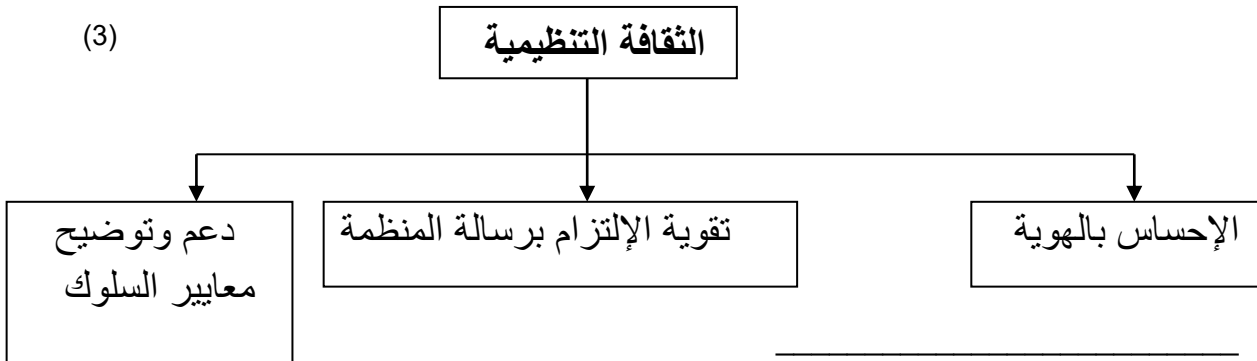 (3)
الثقافة التنظيمية
الإحساس بالهوية
تقوية الإلتزام برسالة المنظمة
دعم وتوضيح
معايير السلوك